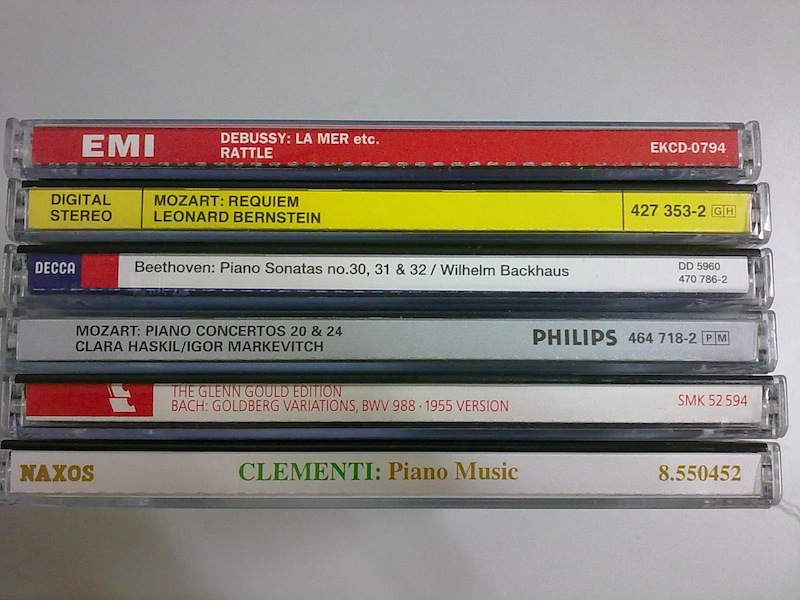 EMI
DEBUSSY: LA MER etc.
RATTLE
EKCD-0794
DIGITAL
STEREO
MOZART: REQUIEM
LEONARD BERNSTEIN
427 353-2 GH
DECCA
Beethoven: Piano Sonatas no.30, 31 & 32 / Wilhelm Backhaus
DD 5960
470 786-2
MOZART: PIANO CONCERTOS 20 & 24
CLARA HASKIL/IGOR MARKEVITCH
PHILIPS 464 718-2 PM
THE GLENN GOULD EDITION
BACH: GOLDBERG VARIATIONS, BWV 988 · 1955 VERSION
SMK 52 594
NAXOS
CLEMENTI: Piano Music
8.550452